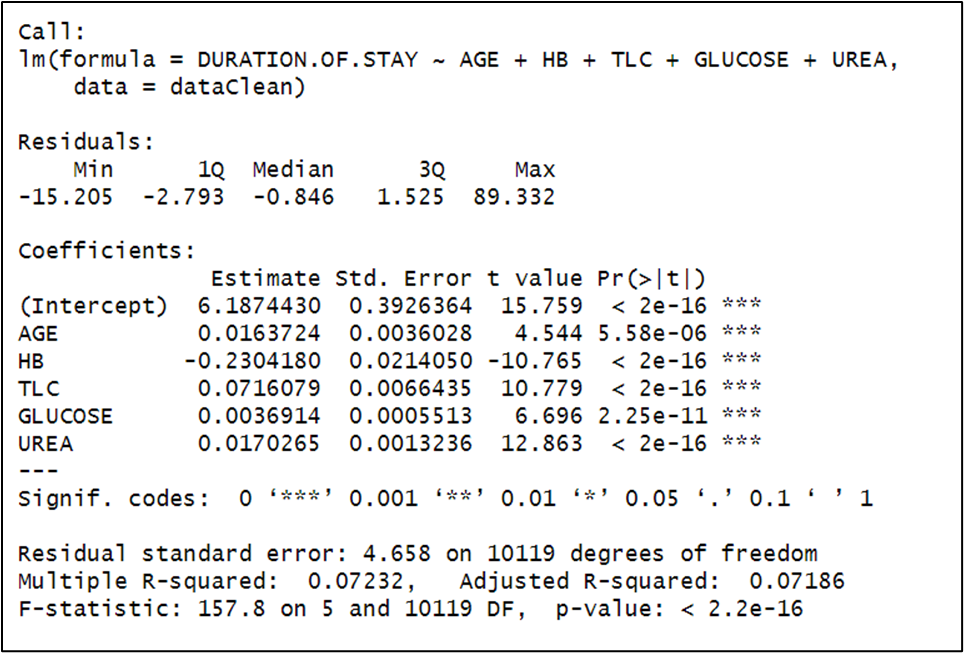 Call:
lm(formula = DURATION.OF.STAY ~ AGE + HB + TLC + GLUCOSE + UREA,
    data = dataClean)

Residuals:
    Min      1Q  Median      3Q     Max
-15.205  -2.793  -0.846   1.525  89.332

Coefficients:
              Estimate Std. Error t value Pr(>|t|)
(Intercept)  6.1874430  0.3926364  15.759  < 2e-16 ***
AGE          0.0163724  0.0036028   4.544 5.58e-06 ***
HB          -0.2304180  0.0214050 -10.765  < 2e-16 ***
TLC          0.0716079  0.0066435  10.779  < 2e-16 ***
GLUCOSE      0.0036914  0.0005513   6.696 2.25e-11 ***
UREA         0.0170265  0.0013236  12.863  < 2e-16 ***
---
Signif. codes:  0 ‘***’ 0.001 ‘**’ 0.01 ‘*’ 0.05 ‘.’ 0.1 ‘ ’ 1

Residual standard error: 4.658 on 10119 degrees of freedom
Multiple R-squared:  0.07232,   Adjusted R-squared:  0.07186
F-statistic: 157.8 on 5 and 10119 DF,  p-value: < 2.2e-16